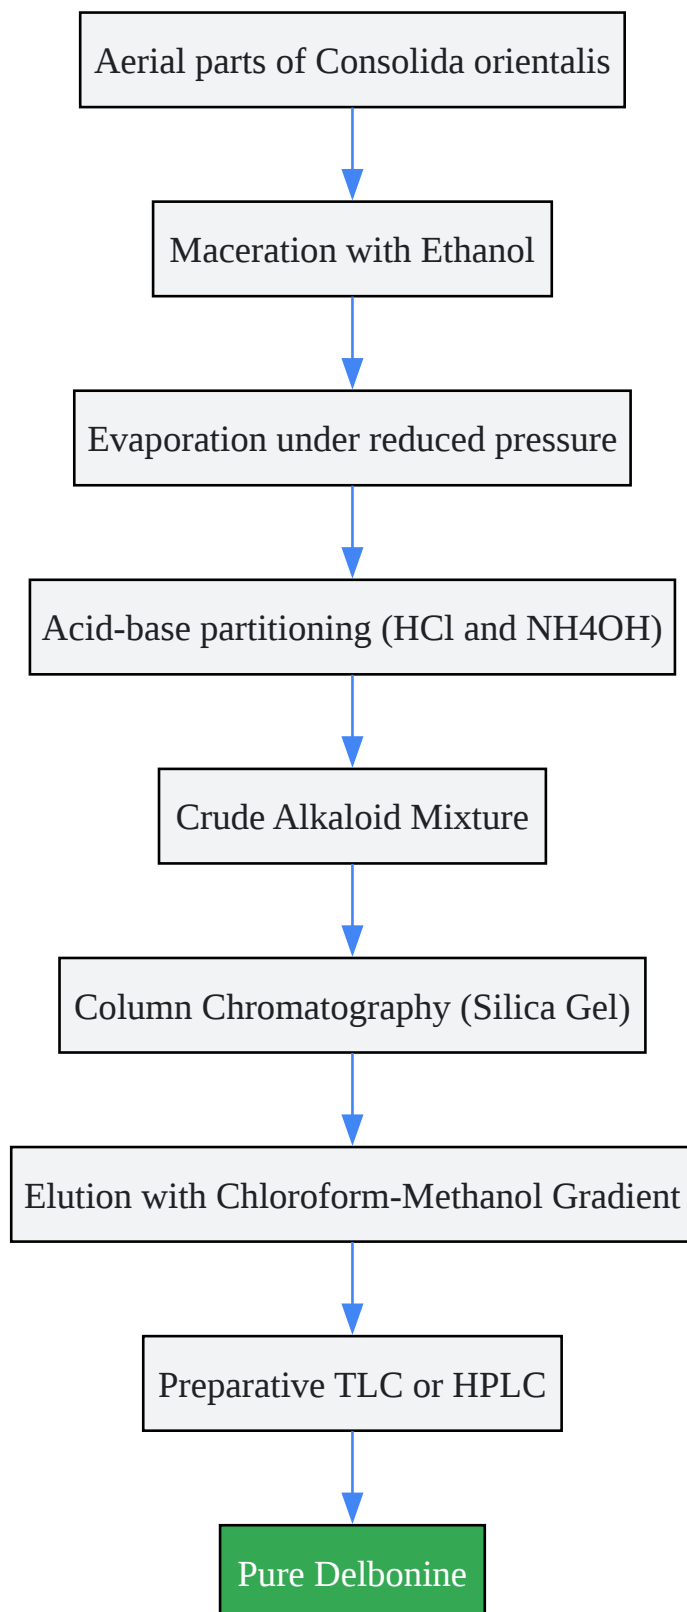 Aerial parts of Consolida orientalis
Maceration with Ethanol
Evaporation under reduced pressure
Acid-base partitioning (HCl and NH4OH)
Crude Alkaloid Mixture
Column Chromatography (Silica Gel)
Elution with Chloroform-Methanol Gradient
Preparative TLC or HPLC
Pure Delbonine